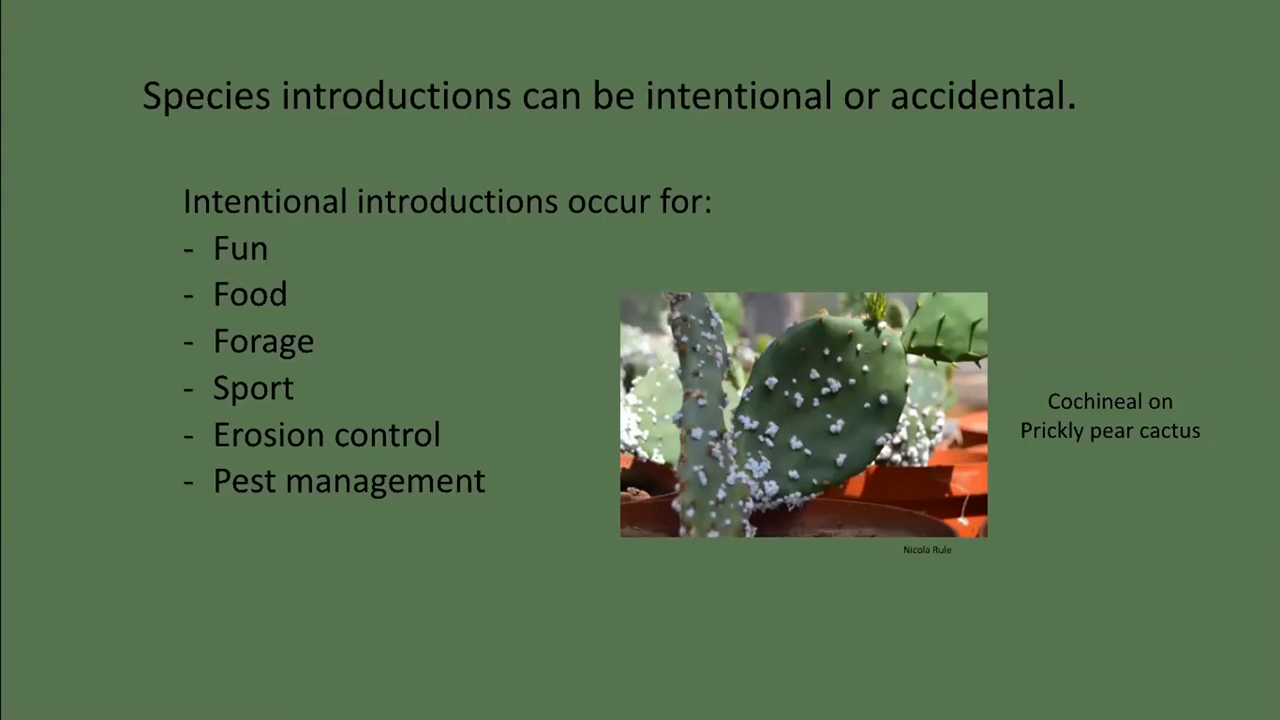 Species introductions can be intentional or accidental.
Intentional introductions occur for:
- Fun
- Food
- Forage
- Sport
- Erosion control
- Pest management
Cochineal on
Prickly pear cactus
Nicola Rule